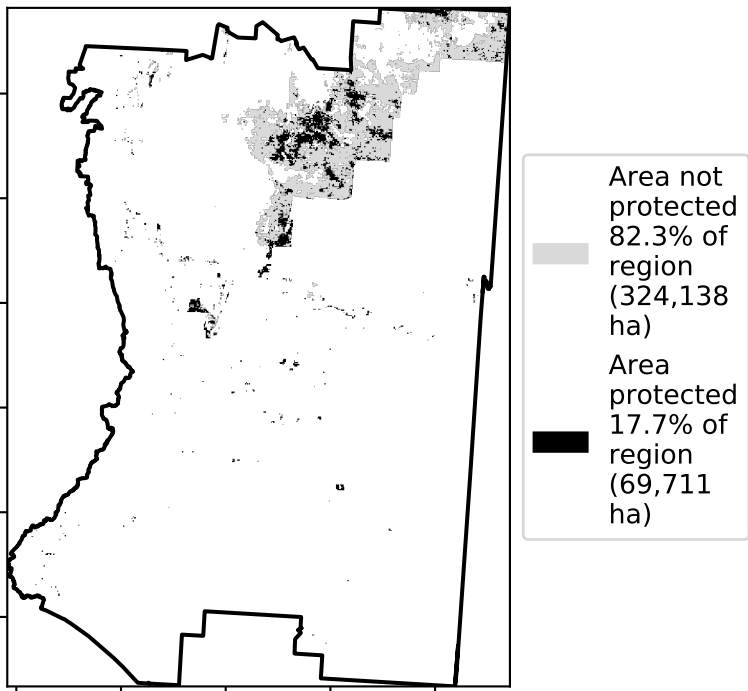 Area not
protected
82.3% of
region
(324,138
ha)
Area
protected
17.7% of
region
(69,711
ha)